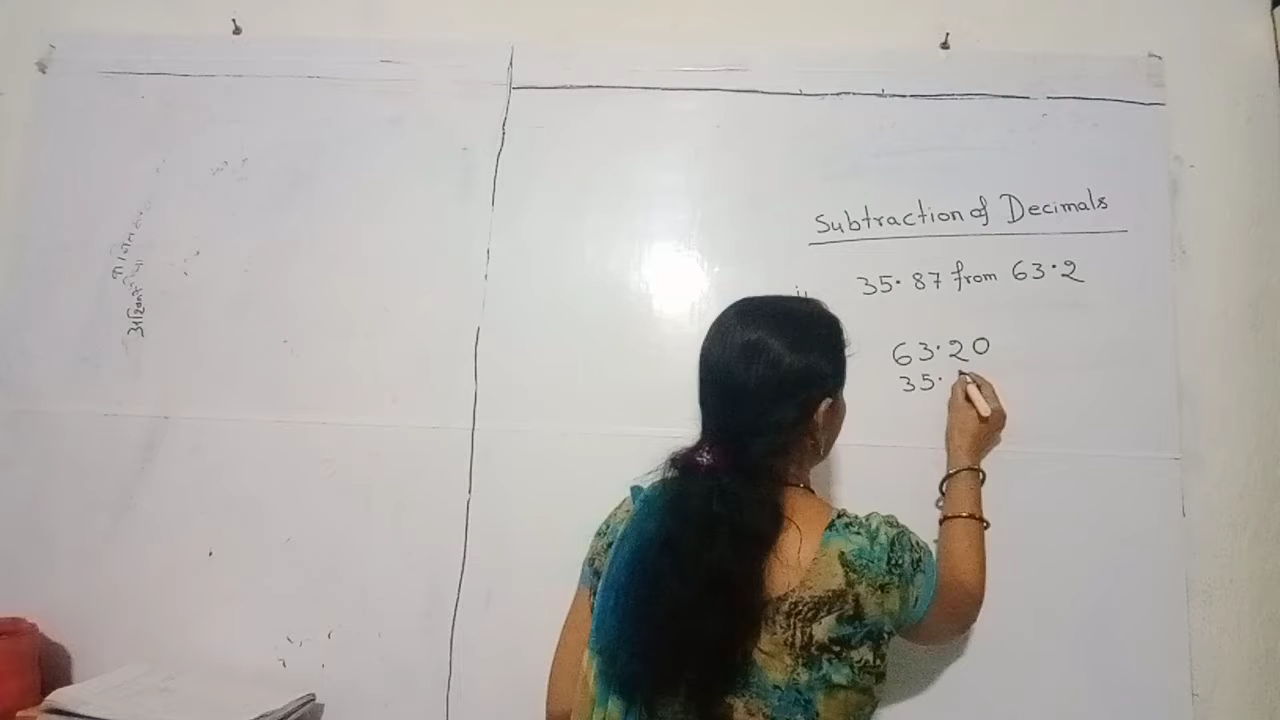 Subtraction of Decimals
35.87 from 63.2
63.20
35.